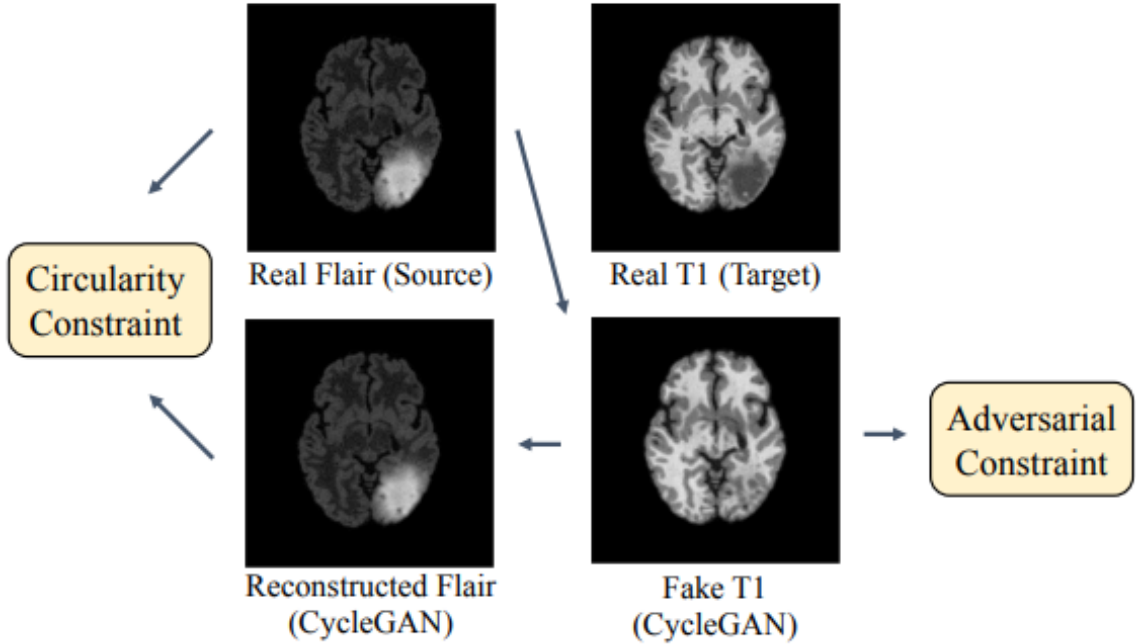 Real Flair (Source)
Real T1 (Target)
Circularity
Constraint
Adversarial
Constraint
Reconstructed Flair
(CycleGAN)
Fake T1
(CycleGAN)